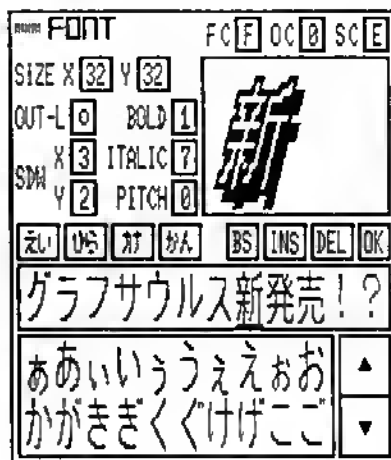 FONT FC F OC 0 SC E
SIZE X 32 Y 32
OUT-L 0 BOLD 1
SDW X 3 ITALIC 7
Y 2 PITCH 0
新
えい ひら カナ かん BS INS DEL OK
グラフサウルス新発売!?
ぁあぃいぅうぇえぉお ▲
かがきぎくぐけげこご ▼